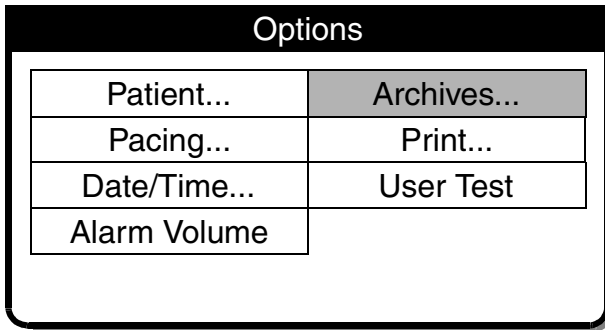 Options
Patient... Archives...
Pacing... Print...
Date/Time... User Test
Alarm Volume